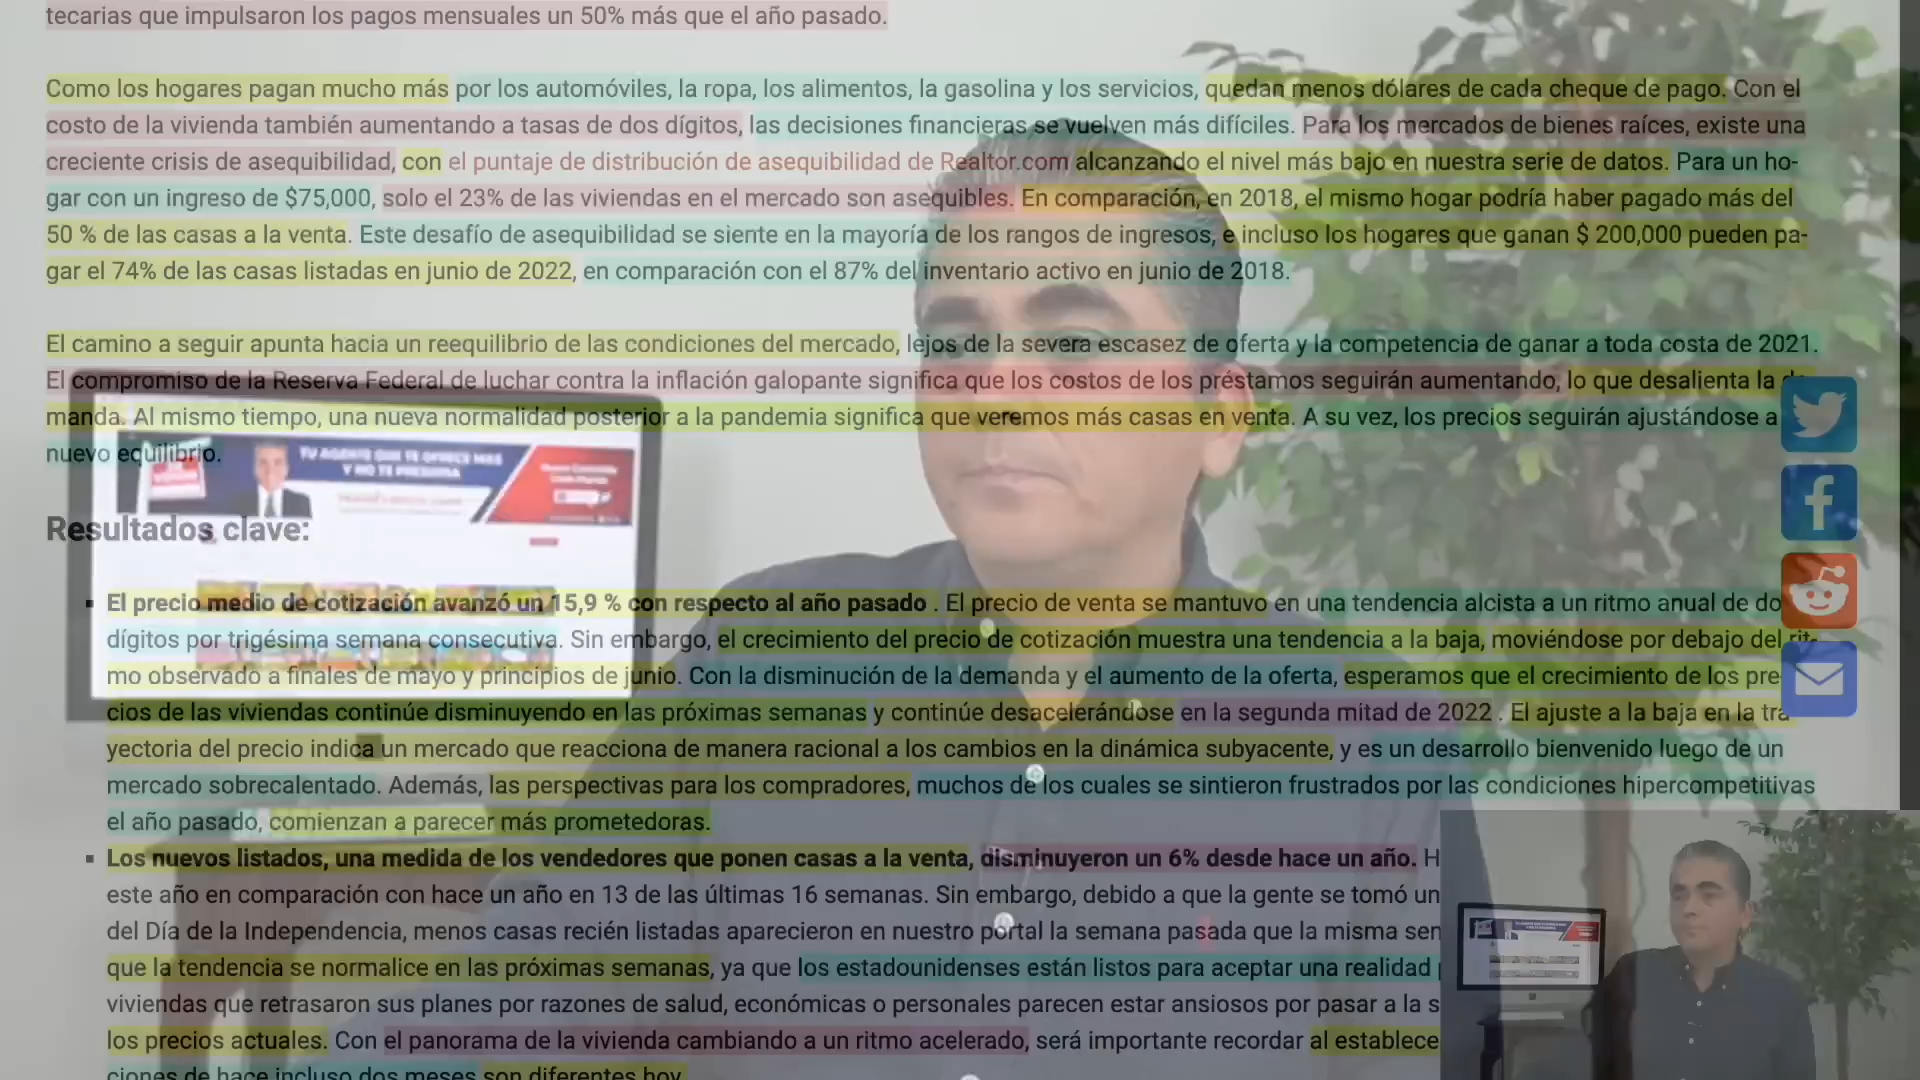 tecarias que impulsaron los pagos mensuales un 50% más que el año pasado.
Como los hogares pagan mucho más por los automóviles, la ropa, los alimentos, la gasolina y los servicios, quedan menos dólares de cada cheque de pago. Con el
costo de la vivienda también aumentando a tasas de dos dígitos, las decisiones financieras se vuelven más difíciles. Para los mercados de bienes raíces, existe una
creciente crisis de asequibilidad, con el puntaje de distribución de asequibilidad de Realtor.com alcanzando el nivel más bajo en nuestra serie de datos. Para un ho-
gar con un ingreso de $75,000, solo el 23% de las viviendas en el mercado son asequibles. En comparación, en 2018, el mismo hogar podría haber pagado más del
50 % de las casas a la venta. Este desafío de asequibilidad se siente en la mayoría de los rangos de ingresos, e incluso los hogares que ganan $ 200,000 pueden pa-
gar el 74% de las casas listadas en junio de 2022, en comparación con el 87% del inventario activo en junio de 2018.
El camino a seguir apunta hacia un reequilibrio de las condiciones del mercado, lejos de la severa escasez de oferta y la competencia de ganar a toda costa de 2021.
El compromiso de la Reserva Federal de luchar contra la inflación galopante significa que los costos de los préstamos seguirán aumentando, lo que desalienta la
manda. Al mismo tiempo, una nueva normalidad posterior a la pandemia significa que veremos más casas en venta. A su vez, los precios seguirán ajustándose a
nuevo equilibrio.
TU AGENTE QUE TE OFRECE MAS
Y NO TE PRESIONA
Resultados clave:
▪ El precio medio de cotización avanzó un 15,9 % con respecto al año pasado . El precio de venta se mantuvo en una tendencia alcista a un ritmo anual de do
dígitos por trigésima semana consecutiva. Sin embargo, el crecimiento del precio de cotización muestra una tendencia a la baja, moviéndose por debajo del rit-
mo observado a finales de mayo y principios de junio. Con la disminución de la demanda y el aumento de la oferta, esperamos que el crecimiento de los pre-
cios de las viviendas continúe disminuyendo en las próximas semanas y continúe desacelerándose en la segunda mitad de 2022 . El ajuste a la baja en la tra-
yectoria del precio indica un mercado que reacciona de manera racional a los cambios en la dinámica subyacente, y es un desarrollo bienvenido luego de un
mercado sobrecalentado. Además, las perspectivas para los compradores, muchos de los cuales se sintieron frustrados por las condiciones hipercompetitivas
el año pasado, comienzan a parecer más prometedoras.
▪ Los nuevos listados, una medida de los vendedores que ponen casas a la venta, disminuyeron un 6% desde hace un año. H
este año en comparación con hace un año en 13 de las últimas 16 semanas. Sin embargo, debido a que la gente se tomó un
del Día de la Independencia, menos casas recién listadas aparecieron en nuestro portal la semana pasada que la misma sem
que la tendencia se normalice en las próximas semanas, ya que los estadounidenses están listos para aceptar una realidad
viviendas que retrasaron sus planes por razones de salud, económicas o personales parecen estar ansiosos por pasar a la s
los precios actuales. Con el panorama de la vivienda cambiando a un ritmo acelerado, será importante recordar al establece
ciones de hace incluso dos meses son diferentes hoy